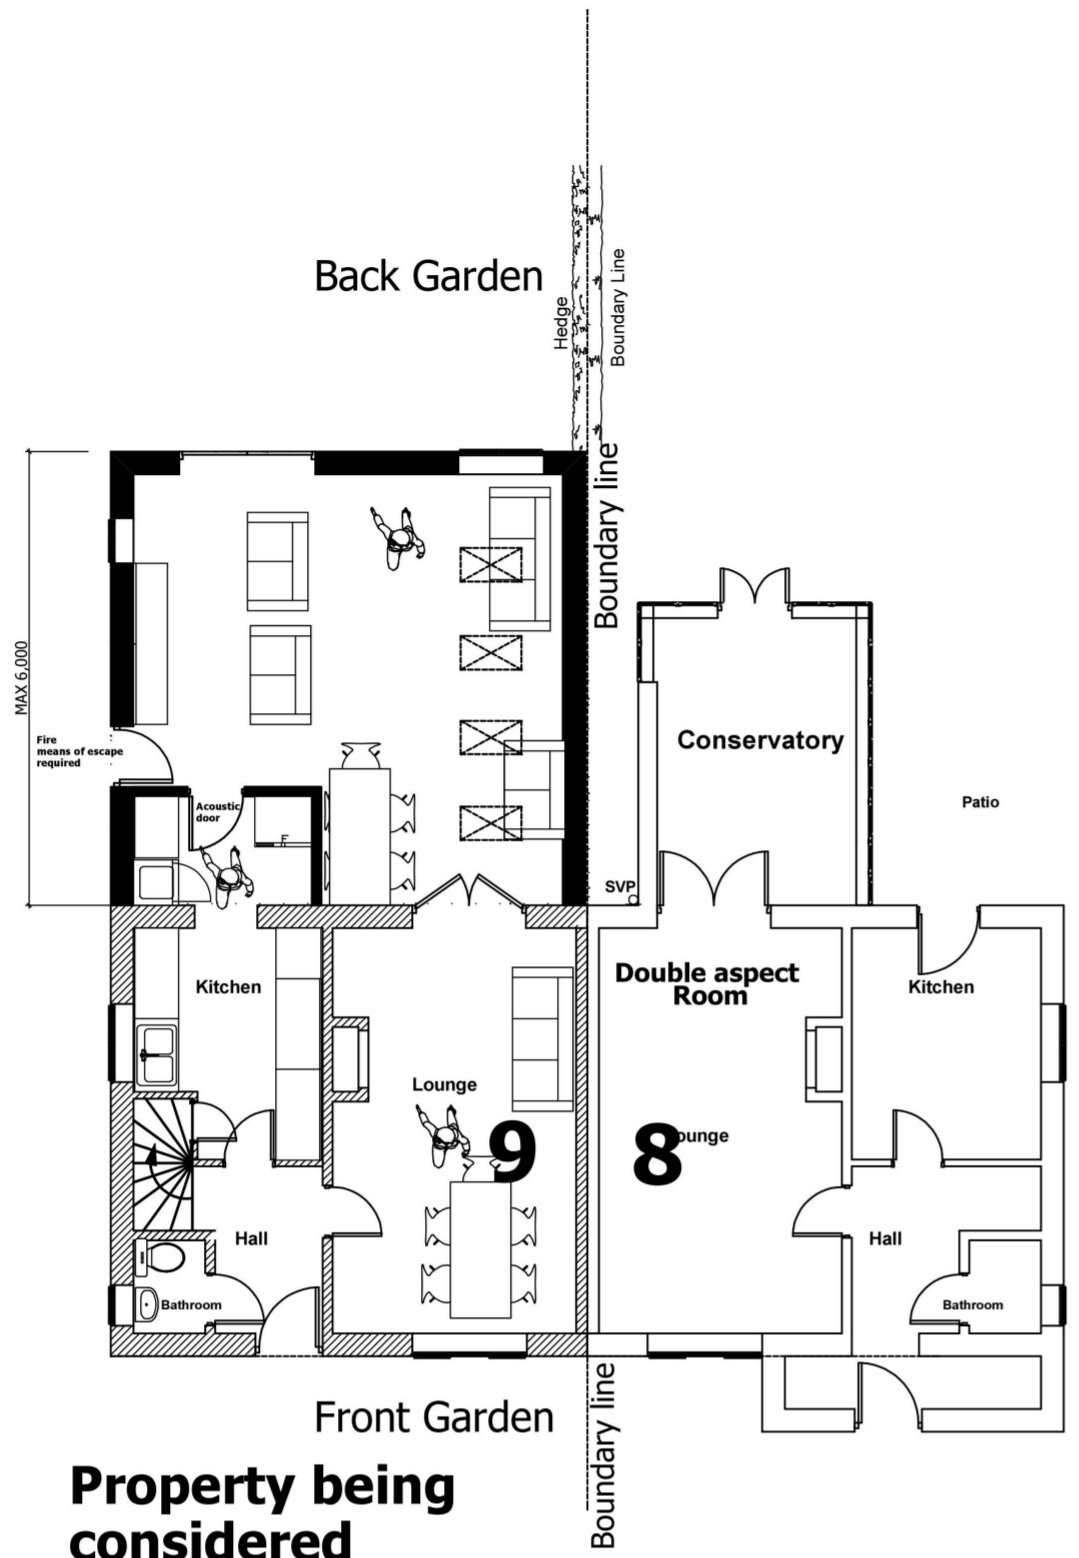 Back Garden
Hedge
Boundary Line
Boundary line
MAX 6,000
Fire
means of escape
required
Acoustic
door
F
Conservatory
Patio
SVP
Kitchen
Double aspect
Room
Kitchen
Lounge
9
8
ounge
Hall
Hall
Bathroom
Bathroom
Front Garden
Boundary line
Property being
considered